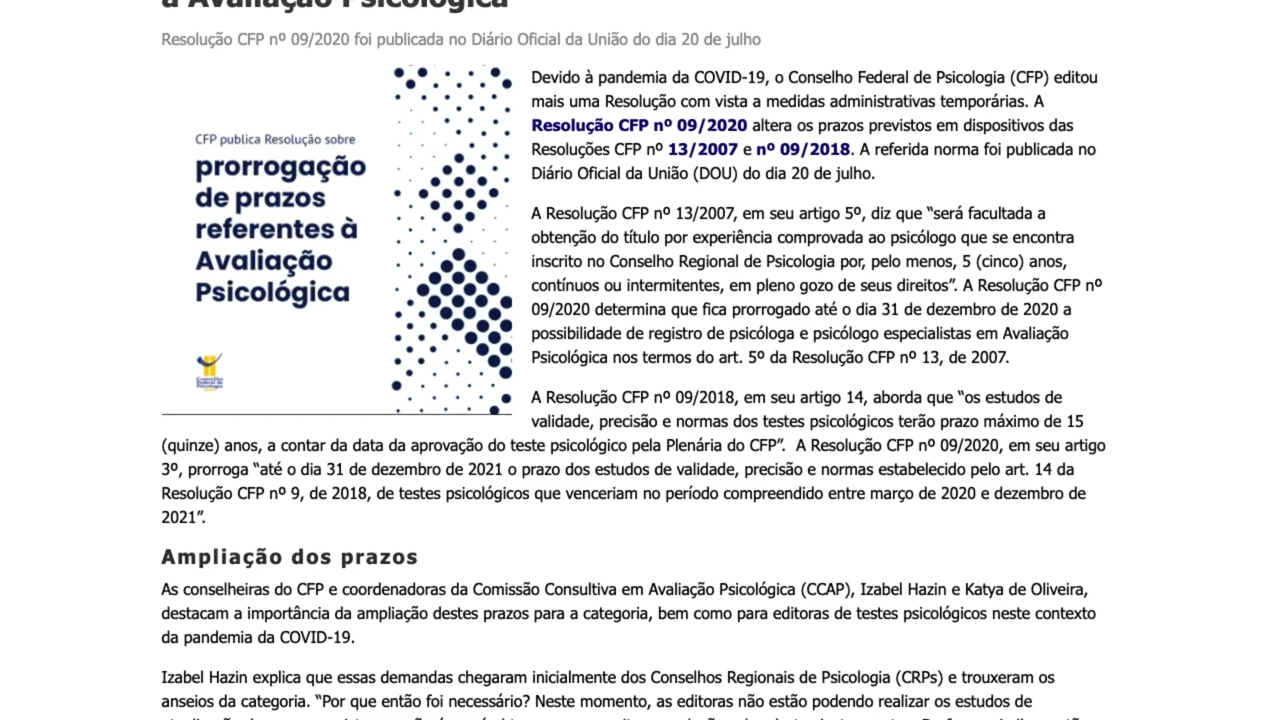 a Avaliação Psicológica
Resolução CFP nº 09/2020 foi publicada no Diário Oficial da União do dia 20 de julho
CFP publica Resolução sobre
prorrogação
de prazos
referentes à
Avaliação
Psicológica
Conselho
Federal de
Psicologia
Devido à pandemia da COVID-19, o Conselho Federal de Psicologia (CFP) editou
mais uma Resolução com vista a medidas administrativas temporárias. A
Resolução CFP nº 09/2020 altera os prazos previstos em dispositivos das
Resoluções CFP nº 13/2007 e nº 09/2018. A referida norma foi publicada no
Diário Oficial da União (DOU) do dia 20 de julho.
A Resolução CFP nº 13/2007, em seu artigo 5º, diz que “será facultada a
obtenção do título por experiência comprovada ao psicólogo que se encontra
inscrito no Conselho Regional de Psicologia por, pelo menos, 5 (cinco) anos,
contínuos ou intermitentes, em pleno gozo de seus direitos”. A Resolução CFP nº
09/2020 determina que fica prorrogado até o dia 31 de dezembro de 2020 a
possibilidade de registro de psicóloga e psicólogo especialistas em Avaliação
Psicológica nos termos do art. 5º da Resolução CFP nº 13, de 2007.
A Resolução CFP nº 09/2018, em seu artigo 14, aborda que “os estudos de
validade, precisão e normas dos testes psicológicos terão prazo máximo de 15
(quinze) anos, a contar da data da aprovação do teste psicológico pela Plenária do CFP”. A Resolução CFP nº 09/2020, em seu artigo
3º, prorroga “até o dia 31 de dezembro de 2021 o prazo dos estudos de validade, precisão e normas estabelecido pelo art. 14 da
Resolução CFP nº 9, de 2018, de testes psicológicos que venceriam no período compreendido entre março de 2020 e dezembro de
2021”.
Ampliação dos prazos
As conselheiras do CFP e coordenadoras da Comissão Consultiva em Avaliação Psicológica (CCAP), Izabel Hazin e Katya de Oliveira,
destacam a importância da ampliação destes prazos para a categoria, bem como para editoras de testes psicológicos neste contexto
da pandemia da COVID-19.
Izabel Hazin explica que essas demandas chegaram inicialmente dos Conselhos Regionais de Psicologia (CRPs) e trouxeram os
anseios da categoria. “Por que então foi necessário? Neste momento, as editoras não estão podendo realizar os estudos de